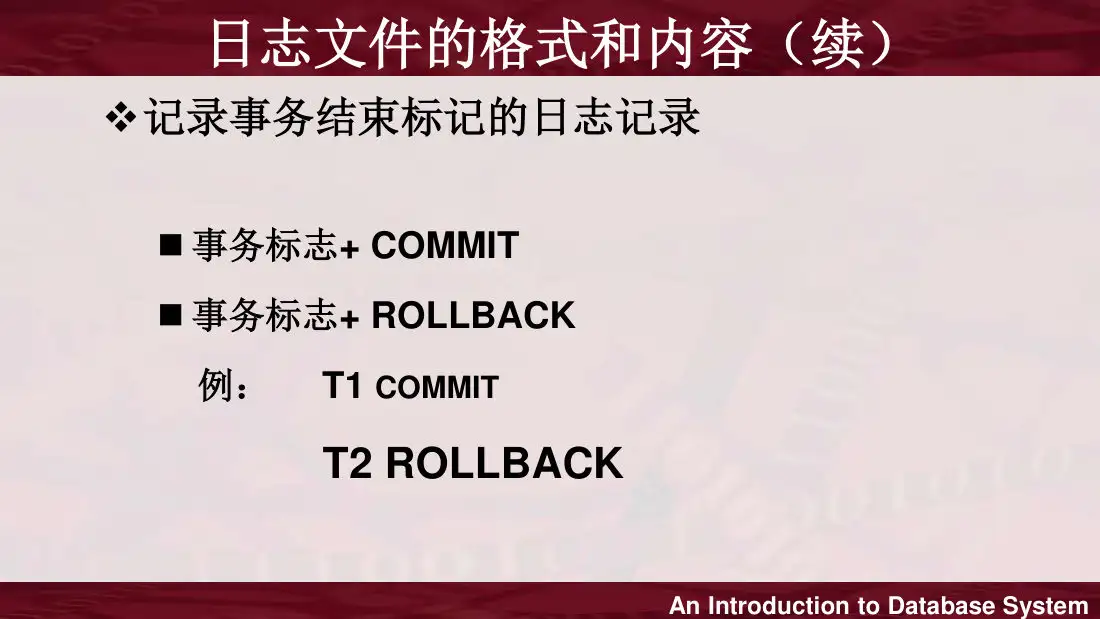 日志文件的格式和内容（续）
❖记录事务结束标记的日志记录
■ 事务标志+ COMMIT
■ 事务标志+ ROLLBACK
例： T1 COMMIT
T2 ROLLBACK
An Introduction to Database System